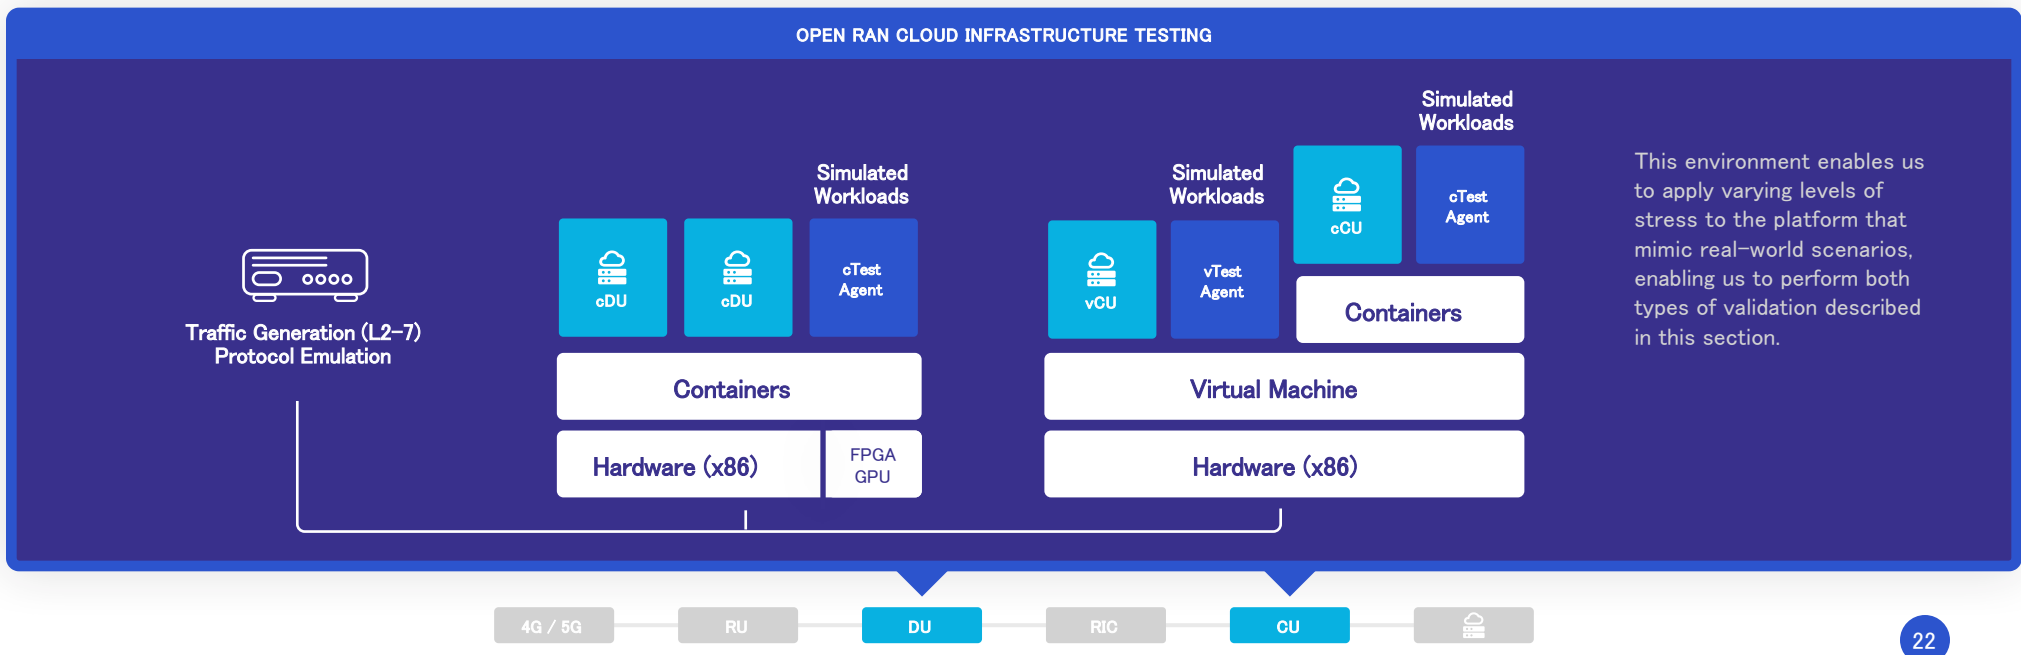 OPEN RAN CLOUD INFRASTRUCTURE TESTING
Traffic Generation (L2-7)
Protocol Emulation
Simulated
Workloads
cDU
cDU
cTest
Agent
Containers
Hardware (x86)
FPGA
GPU
Simulated
Workloads
vCU
vTest
Agent
Simulated
Workloads
cCU
cTest
Agent
Containers
Virtual Machine
Hardware (x86)
This environment enables us
to apply varying levels of
stress to the platform that
mimic real-world scenarios,
enabling us to perform both
types of validation described
in this section.
4G / 5G
RU
DU
RIC
CU
22